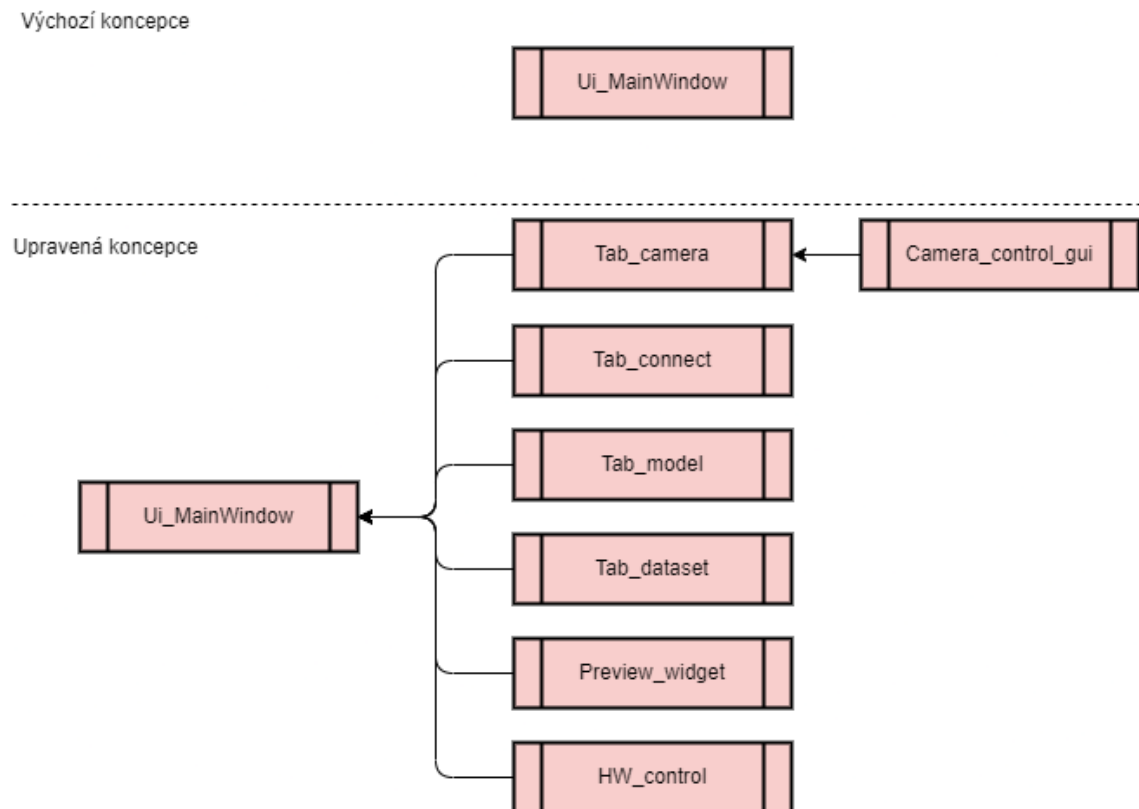 Výchozí koncepce
Ui_MainWindow
Upravená koncepce
Tab_camera
Camera_control_gui
Tab_connect
Tab_model
Ui_MainWindow
Tab_dataset
Preview_widget
HW_control